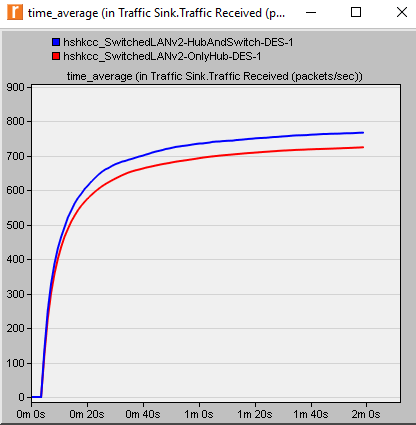 time_average (in Traffic Sink.Traffic Received (p...
hshkcc_SwitchedLANv2-HubAndSwitch-DES-1
hshkcc_SwitchedLANv2-OnlyHub-DES-1
time_average (in Traffic Sink.Traffic Received (packets/sec))
900
800
700
600
500
400
300
200
100
0
0m 0s 0m 20s 0m 40s 1m 0s 1m 20s 1m 40s 2m 0s